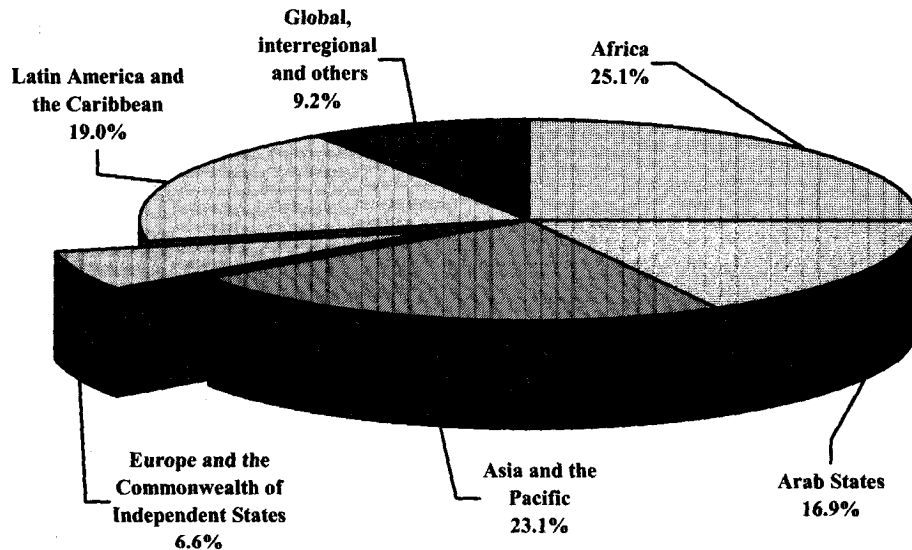 Global,
interregional
and others
9.2%
Africa
25.1%
Latin America and
the Caribbean
19.0%
Europe and the
Commonwealth of
Independent States
6.6%
Asia and the
Pacific
23.1%
Arab States
16.9%